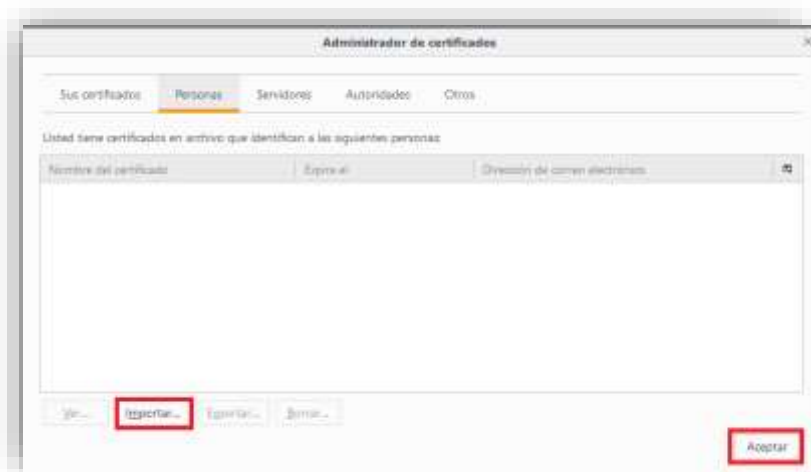 Administrador de certificados
Sus certificados Personas Servidores Autoridades Otros
Usted tiene certificados en archivo que identifican a las siguientes personas:
Nombre del certificado Expira el Dirección de correo electrónico
Ver... Importar... Exportar... Borrar...
Aceptar